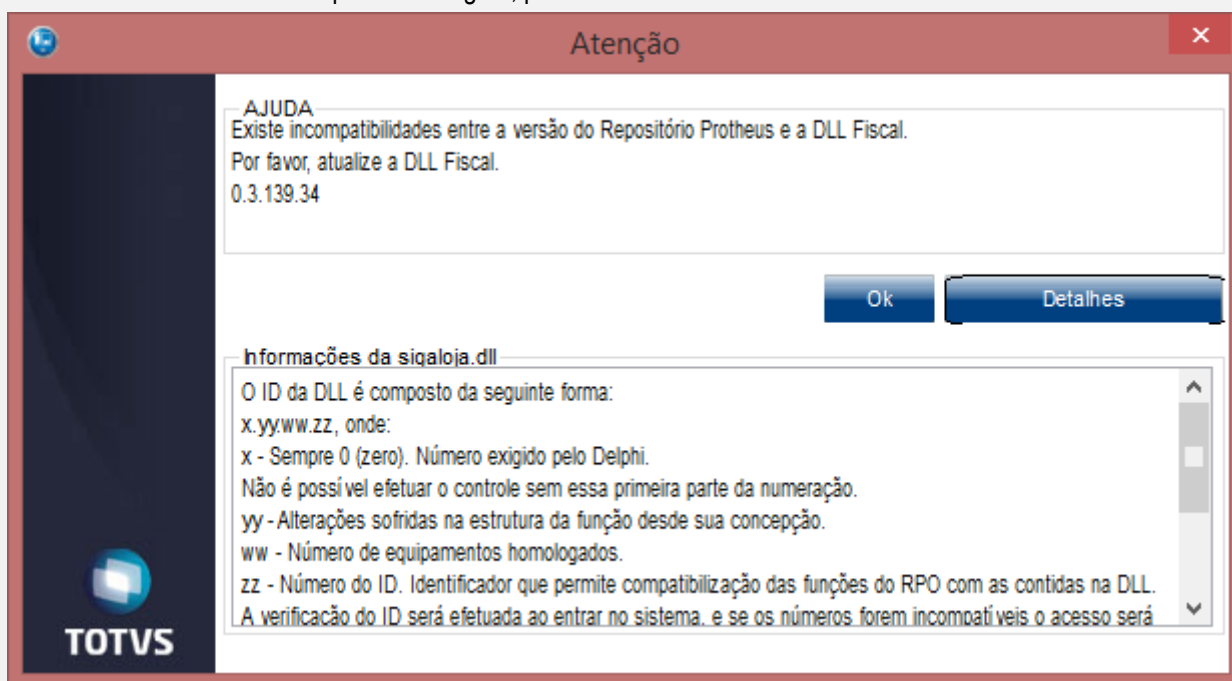 Atenção
AJUDA
Existe incompatibilidades entre a versão do Repositório Protheus e a DLL Fiscal.
Por favor, atualize a DLL Fiscal.
0.3.139.34
Ok
Detalhes
Informações da sigaloja.dll
O ID da DLL é composto da seguinte forma:
x.yy.ww.zz, onde:
x - Sempre 0 (zero). Número exigido pelo Delphi.
Não é possível efetuar o controle sem essa primeira parte da numeração.
yy - Alterações sofridas na estrutura da função desde sua concepção.
ww - Número de equipamentos homologados.
zz - Número do ID. Identificador que permite compatibilização das funções do RPO com as contidas na DLL.
A verificação do ID será efetuada ao entrar no sistema, e se os números forem incompatíveis o acesso será
TOTVS